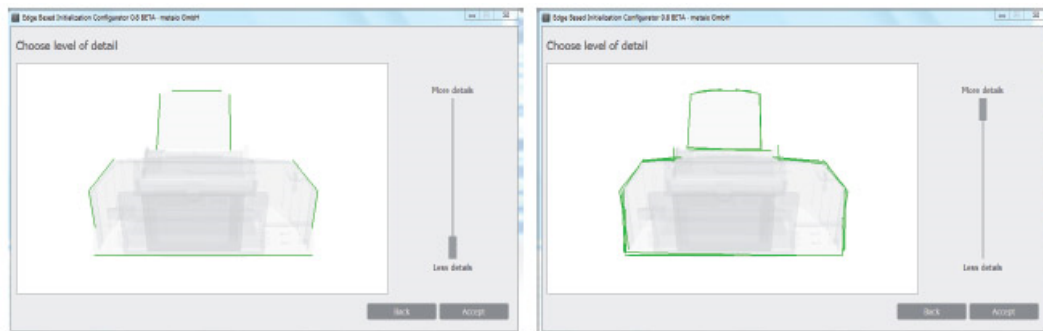 Edge Based Initialization Configurator 0.8 BETA - metaio GmbH
Choose level of detail
More details
Less details
Back
Accept
Edge Based Initialization Configurator 0.8 BETA - metaio GmbH
Choose level of detail
More details
Less details
Back
Accept